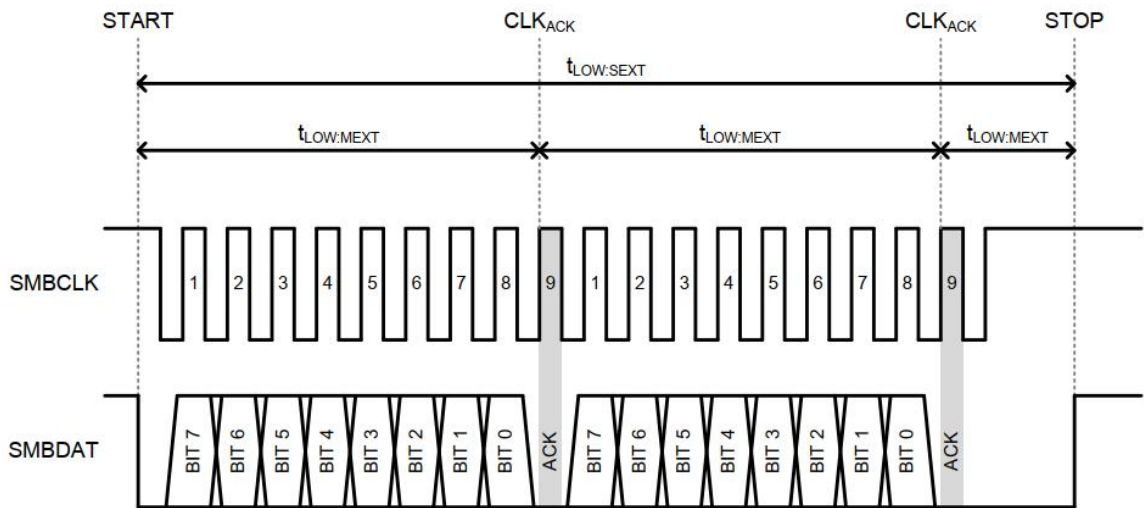 START CLKACK CLKACK STOP
tLOW:SEXT
tLOW:MEXT tLOW:MEXT tLOW:MEXT
SMBCLK 1 2 3 4 5 6 7 8 9 1 2 3 4 5 6 7 8 9
SMBDAT BIT 7 BIT 6 BIT 5 BIT 4 BIT 3 BIT 2 BIT 1 BIT 0 ACK BIT 7 BIT 6 BIT 5 BIT 4 BIT 3 BIT 2 BIT 1 BIT 0 ACK